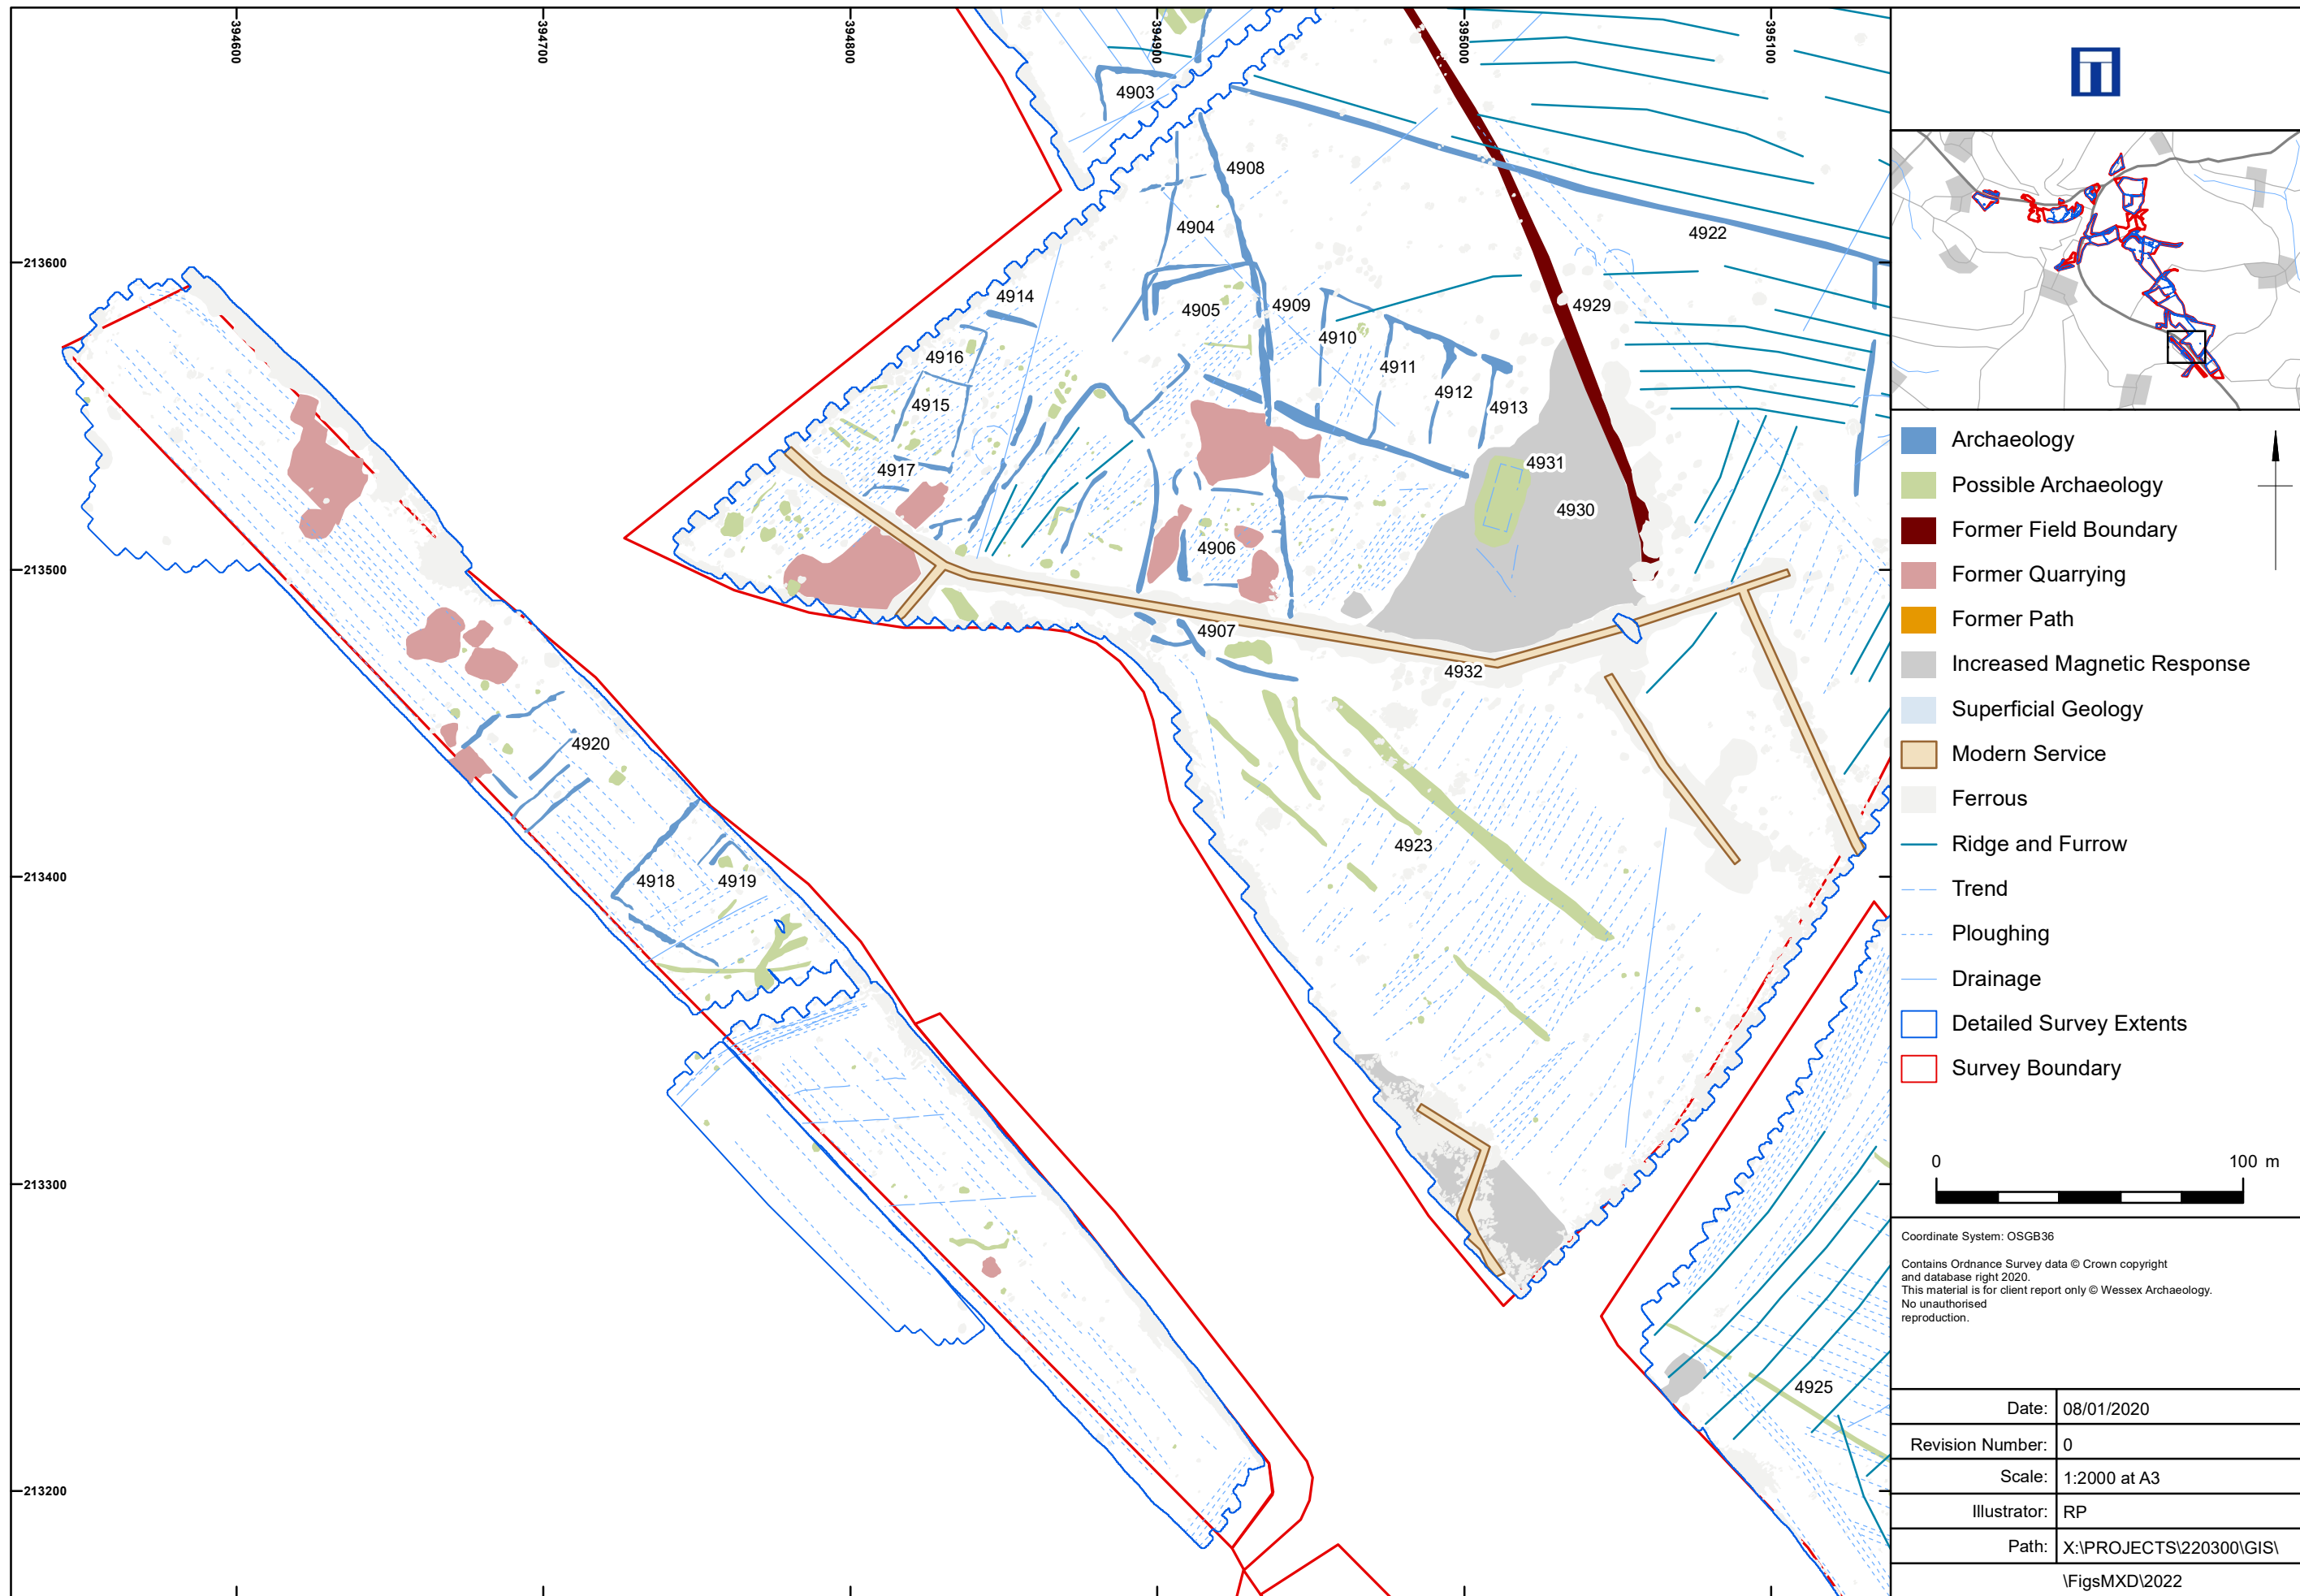 394600
394700
394800
394900
395000
395100
4903
4908
4904
4922
213600
4914
4905
4909
4929
4910
4916
4911
4912
4915
4913
4917
4931
4930
4906
213500
4907
4932
4920
4923
213400
4918
4919
213300
4925
213200
Archaeology
Possible Archaeology
Former Field Boundary
Former Quarrying
Former Path
Increased Magnetic Response
Superficial Geology
Modern Service
Ferrous
Ridge and Furrow
Trend
Ploughing
Drainage
Detailed Survey Extents
Survey Boundary
0 100 m
Coordinate System: OSGB36
Contains Ordnance Survey data © Crown copyright
and database right 2020.
This material is for client report only © Wessex Archaeology.
No unauthorised
reproduction.
Date: 08/01/2020
Revision Number: 0
Scale: 1:2000 at A3
Illustrator: RP
Path: X:\PROJECTS\220300\GIS\
\FigsMXD\2022